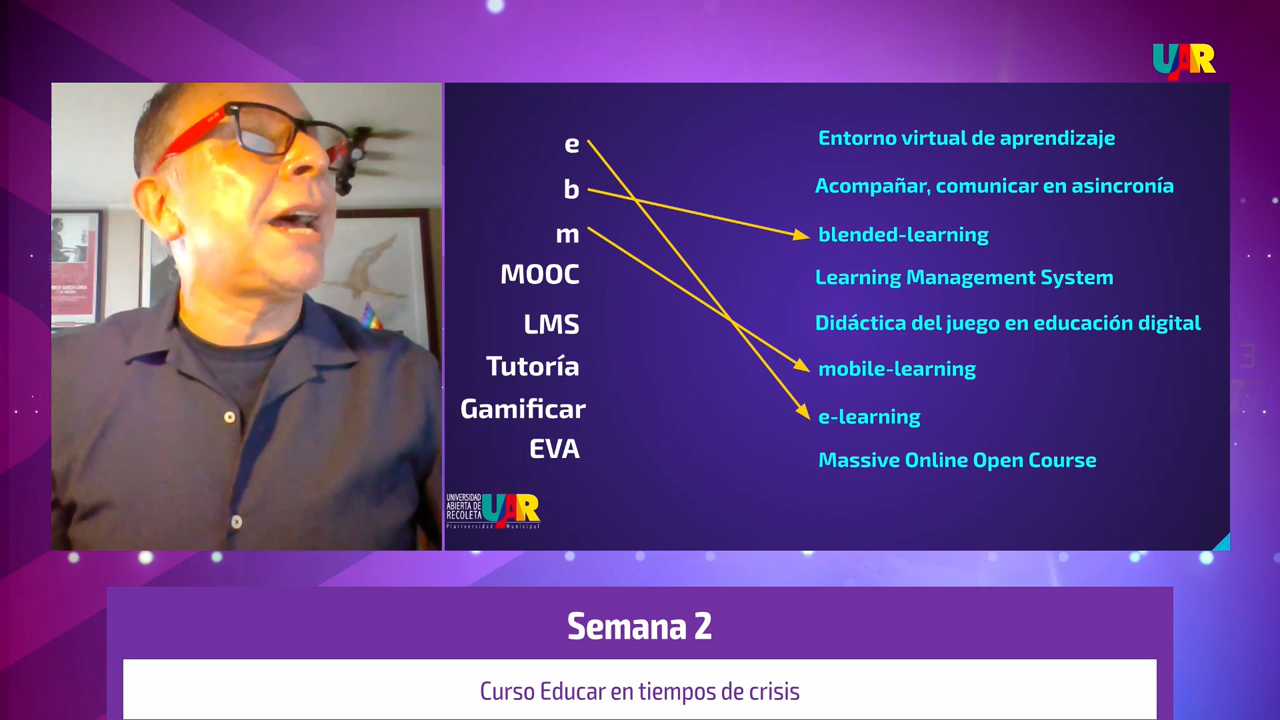 UAR
e
b
m
MOOC
LMS
Tutoría
Gamificar
EVA
Entorno virtual de aprendizaje
Acompañar, comunicar en asincronía
blended-learning
Learning Management System
Didáctica del juego en educación digital
mobile-learning
e-learning
Massive Online Open Course
UNIVERSIDAD
ABIERTA DE
RECOLETA
UAR
Pluriversidad Municipal
Semana 2
Curso Educar en tiempos de crisis